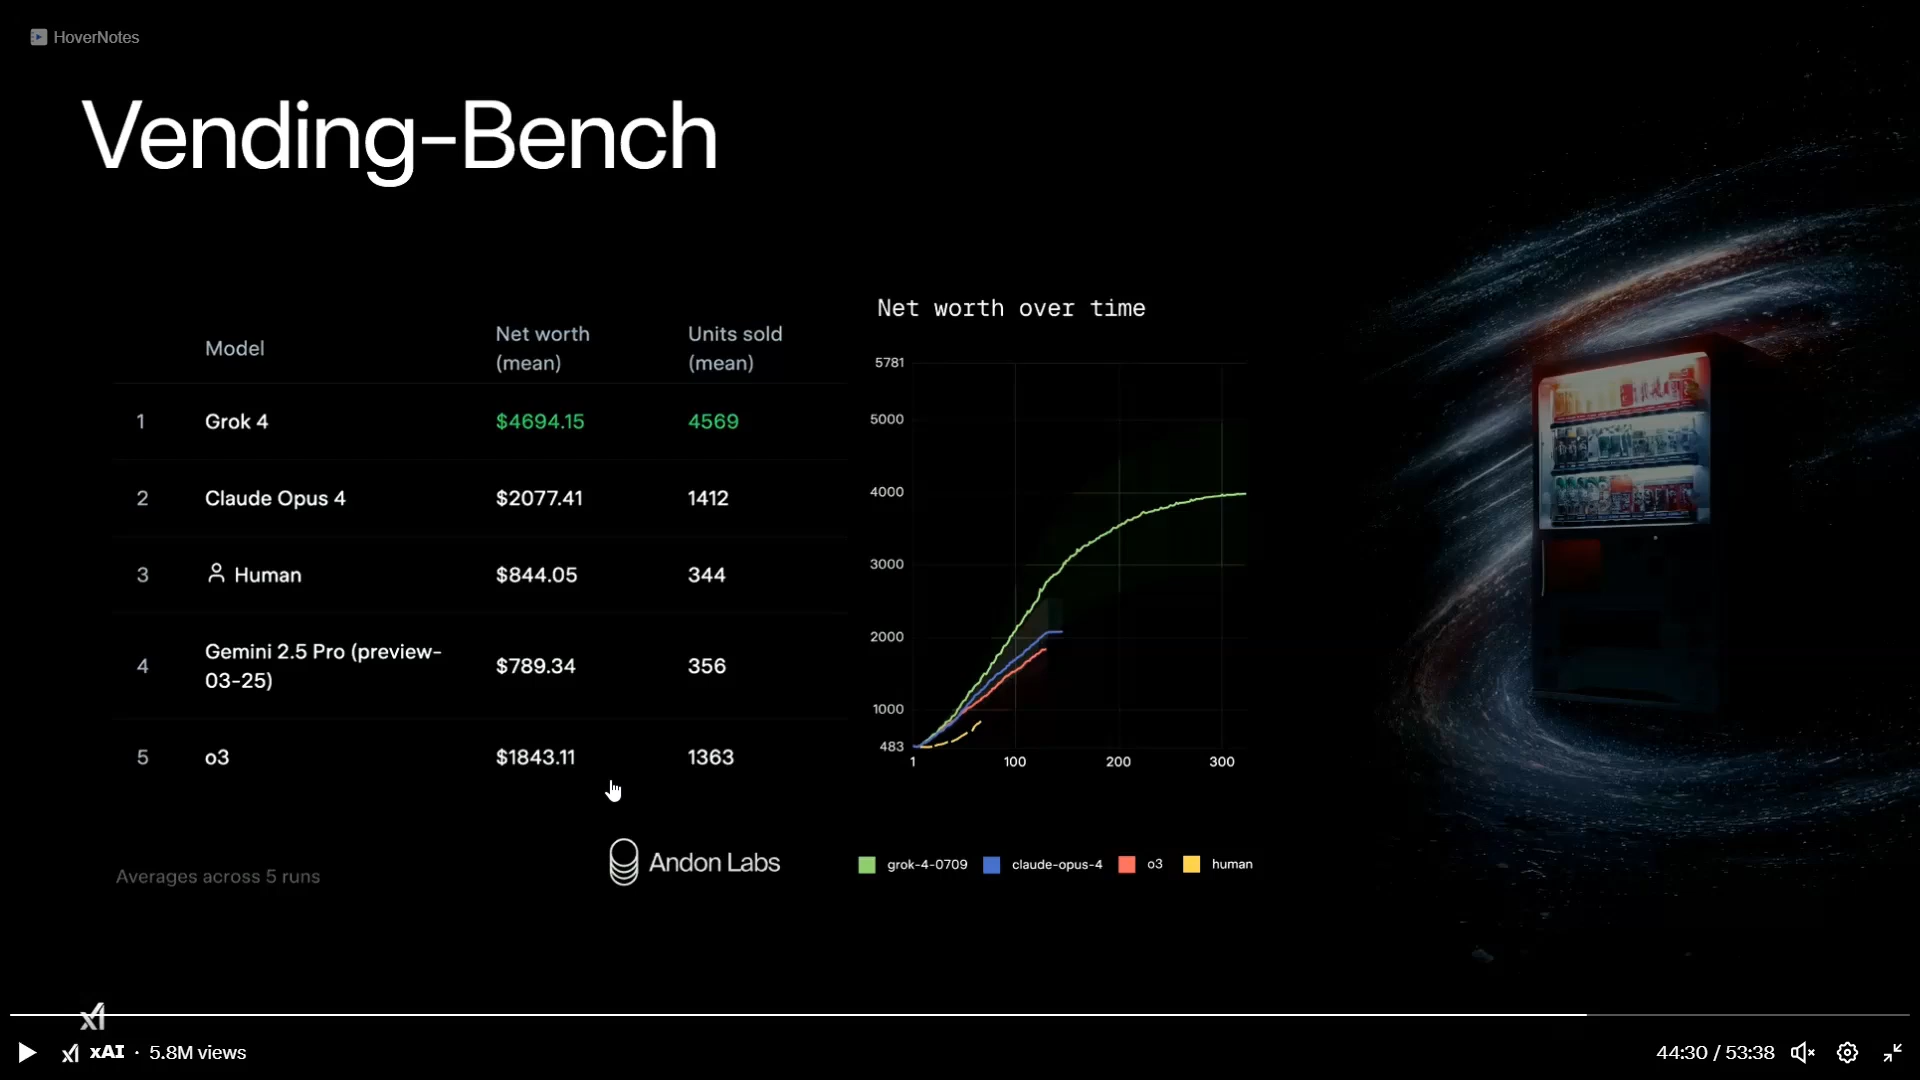 HoverNotes
Vending-Bench
Model
Net worth
(mean)
Units sold
(mean)
1 Grok 4 $4694.15 4569
2 Claude Opus 4 $2077.41 1412
3 Human $844.05 344
4 Gemini 2.5 Pro (preview-
03-25) $789.34 356
5 o3 $1843.11 1363
Averages across 5 runs
Andon Labs
Net worth over time
5781
5000
4000
3000
2000
1000
483
1 100 200 300
grok-4-0709 claude-opus-4 o3 human
xAI · 5.8M views
44:30 / 53:38